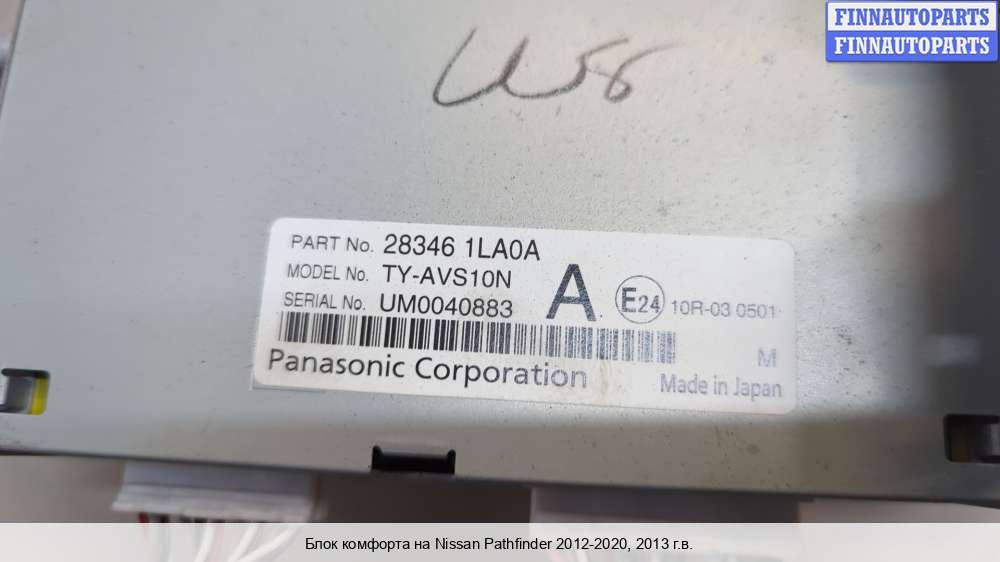 FINNAUTOPARTS
FINNAUTOPARTS
PART No. 28346 1LA0A
MODEL No. TY-AVS10N
SERIAL No. UM0040883
A
E24
10R-03 0501
M
Panasonic Corporation
Made in Japan
Блок комфорта на Nissan Pathfinder 2012-2020, 2013 г.в.